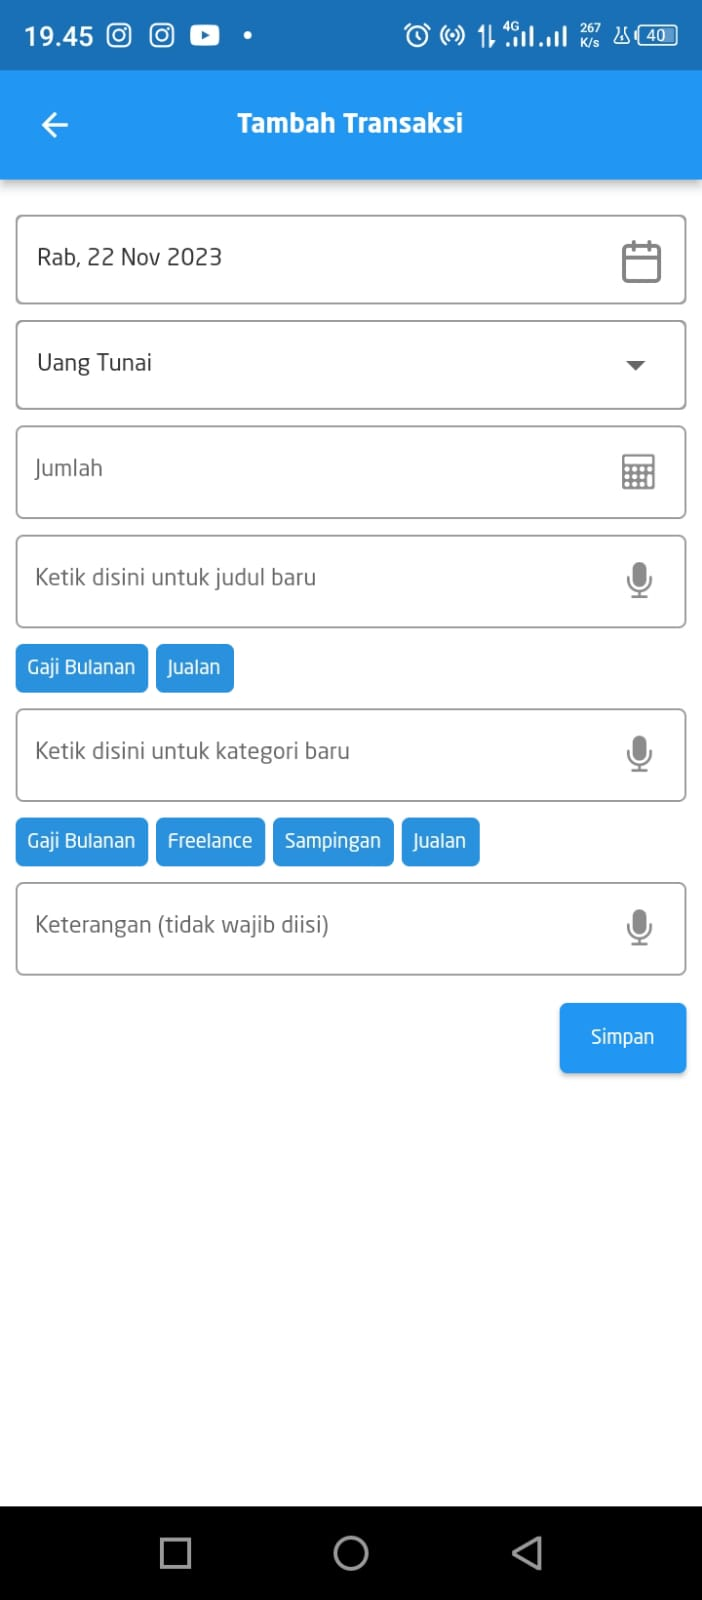 19.45 4G 267 K/s 40
Tambah Transaksi
Rab, 22 Nov 2023
Uang Tunai
Jumlah
Ketik disini untuk judul baru
Gaji Bulanan Jualan
Ketik disini untuk kategori baru
Gaji Bulanan Freelance Sampingan Jualan
Keterangan (tidak wajib diisi)
Simpan